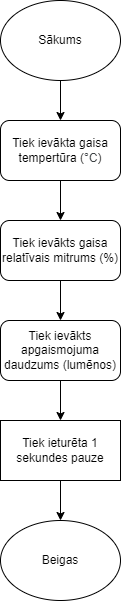 Sākums
Tiek ievākta gaisa
tempertūra (°C)
Tiek ievākts gaisa
relatīvais mitrums (%)
Tiek ievākts
apgaismojuma
daudzums (lumēnos)
Tiek ieturēta 1
sekundes pauze
Beigas